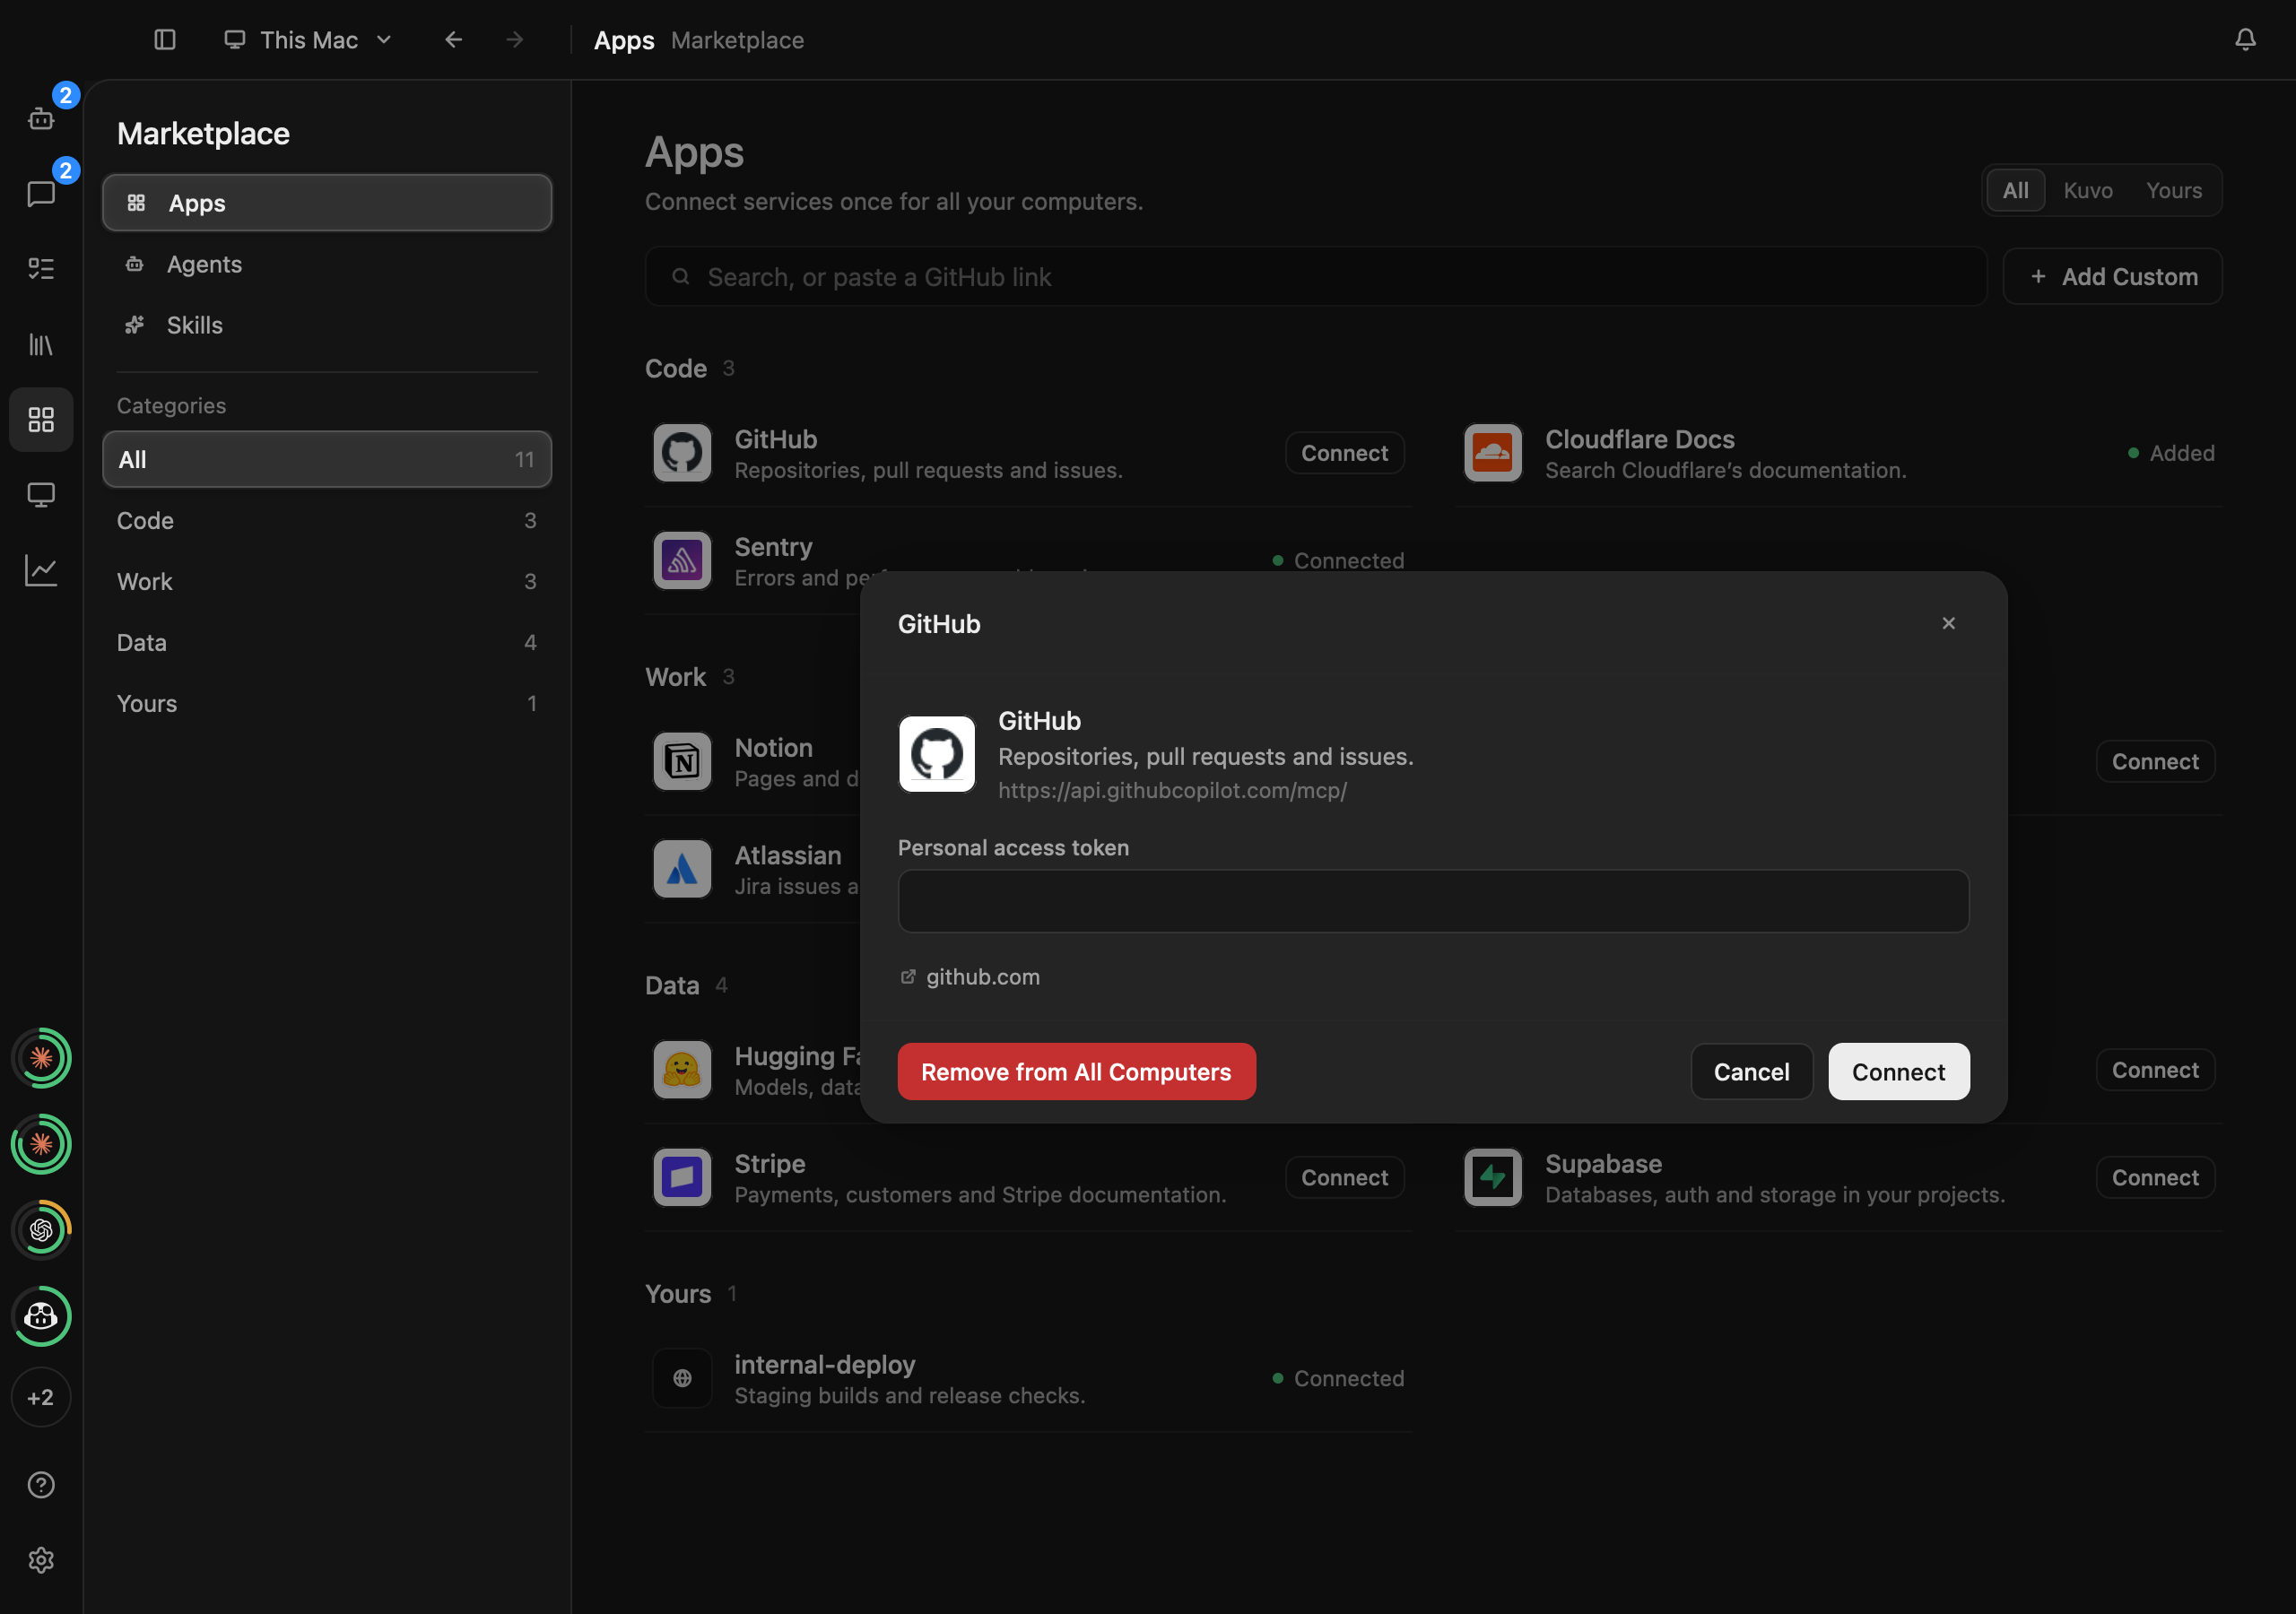 This Mac
Apps Marketplace
2
2
Marketplace
Apps
Agents
Skills
Categories
All 11
Code 3
Work 3
Data 4
Yours 1
+2
Apps
Connect services once for all your computers.
All Kuvo Yours
Search, or paste a GitHub link
+ Add Custom
Code 3
GitHub
Repositories, pull requests and issues.
Connect
Cloudflare Docs
Search Cloudflare’s documentation.
Added
Sentry
Errors and
Connected
Work 3
Notion
Pages and
Connect
Atlassian
Jira issues
Data 4
Hugging
Models,
Connect
Stripe
Payments, customers and Stripe documentation.
Connect
Supabase
Databases, auth and storage in your projects.
Connect
Yours 1
internal-deploy
Staging builds and release checks.
Connected
GitHub
GitHub
Repositories, pull requests and issues.
https://api.githubcopilot.com/mcp/
Personal access token
github.com
Remove from All Computers
Cancel
Connect